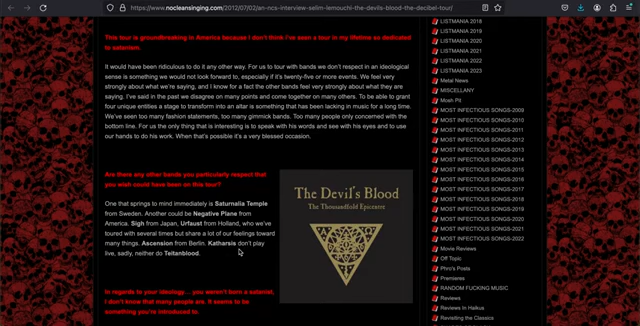 https://www.nocleansinging.com/2012/07/02/an-ncs-interview-selim-lemouchi-the-devils-blood-the-decibel-tour/
This tour is groundbreaking in America because I don't think I've seen a tour in my lifetime as dedicated
to satanism.
It would have been ridiculous to do it any other way. For us to tour with bands we don't respect in an ideological
sense is something we would not look forward to, especially if it's twenty-five or more events. We feel very
strongly about what we're saying, and I know for a fact the other bands feel very strongly about what they are
saying. I've said in the past we disagree on many points and come together on many others. To be able to grant
four unique entities a stage to transform into an altar is something that has been lacking in music for a long time.
We've seen too many fashion statements, too many gimmick bands. Too many people only concerned with the
bottom line. For us the only thing that is interesting is to speak with his words and see with his eyes and to use
our hands to do his work. When that's possible it's a very blessed occasion.
Are there any other bands you particularly respect that
you wish could have been on this tour?
One that springs to mind immediately is Saturnalia Temple
from Sweden. Another could be Negative Plane from
America. Sigh from Japan, Urfaust from Holland, who we've
toured with several times but share a lot of our feelings toward
many things. Ascension from Berlin. Katharsis don't play
live, sadly, neither do Teitanblood.
The Devil's Blood
The Thousandfold Epicentre
In regards to your ideology... you weren't born a satanist.
I don't know that many people are. It seems to be
something you're introduced to.
LISTMANIA 2018
LISTMANIA 2019
LISTMANIA 2020
LISTMANIA 2021
LISTMANIA 2022
LISTMANIA 2023
Metal News
MISCELLANY
Mosh Pit
MOST INFECTIOUS SONGS-2009
MOST INFECTIOUS SONGS-2010
MOST INFECTIOUS SONGS-2011
MOST INFECTIOUS SONGS-2012
MOST INFECTIOUS SONGS-2013
MOST INFECTIOUS SONGS-2014
MOST INFECTIOUS SONGS-2015
MOST INFECTIOUS SONGS-2016
MOST INFECTIOUS SONGS-2017
MOST INFECTIOUS SONGS-2018
MOST INFECTIOUS SONGS-2019
MOST INFECTIOUS SONGS-2020
MOST INFECTIOUS SONGS-2021
MOST INFECTIOUS SONGS-2022
Movie Reviews
Off Topic
Phro's Posts
Premieres
RANDOM FUCKING MUSIC
Reviews
Reviews In Haikus
Revisiting the Classics